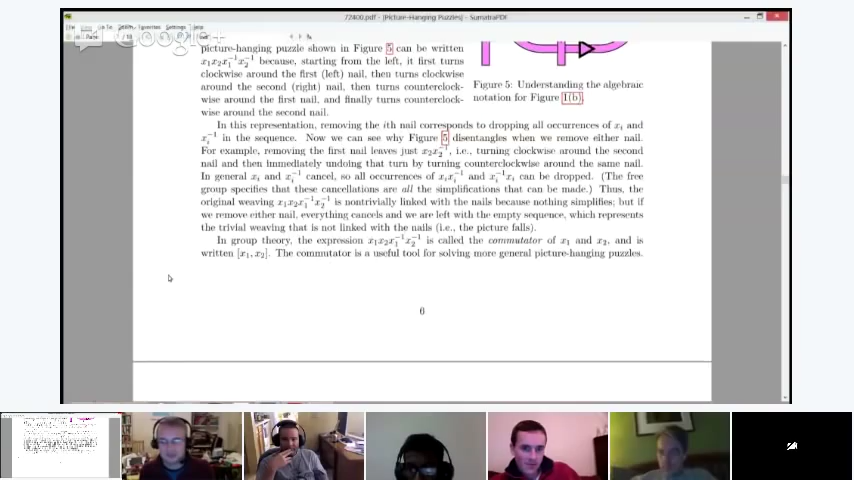 72400.pdf - [Picture-Hanging Puzzles] - SumatraPDF
Google+
picture-hanging puzzle shown in Figure 5 can be written
x₁x₂x₁⁻¹x₂⁻¹ because, starting from the left, it first turns
clockwise around the first (left) nail, then turns clockwise
around the second (right) nail, then turns counterclock-
wise around the first nail, and finally turns counterclock-
wise around the second nail.
Figure 5: Understanding the algebraic
notation for Figure 1(b).
In this representation, removing the ith nail corresponds to dropping all occurrences of xᵢ and
xᵢ⁻¹ in the sequence. Now we can see why Figure 5 disentangles when we remove either nail.
For example, removing the first nail leaves just x₂x₂⁻¹, i.e., turning clockwise around the second
nail and then immediately undoing that turn by turning counterclockwise around the same nail.
In general xᵢ and xᵢ⁻¹ cancel, so all occurrences of xᵢxᵢ⁻¹ and xᵢ⁻¹xᵢ can be dropped. (The free
group specifies that these cancellations are all the simplifications that can be made.) Thus, the
original weaving x₁x₂x₁⁻¹x₂⁻¹ is nontrivially linked with the nails because nothing simplifies; but if
we remove either nail, everything cancels and we are left with the empty sequence, which represents
the trivial weaving that is not linked with the nails (i.e., the picture falls).
In group theory, the expression x₁x₂x₁⁻¹x₂⁻¹ is called the commutator of x₁ and x₂, and is
written [x₁, x₂]. The commutator is a useful tool for solving more general picture-hanging puzzles.
6